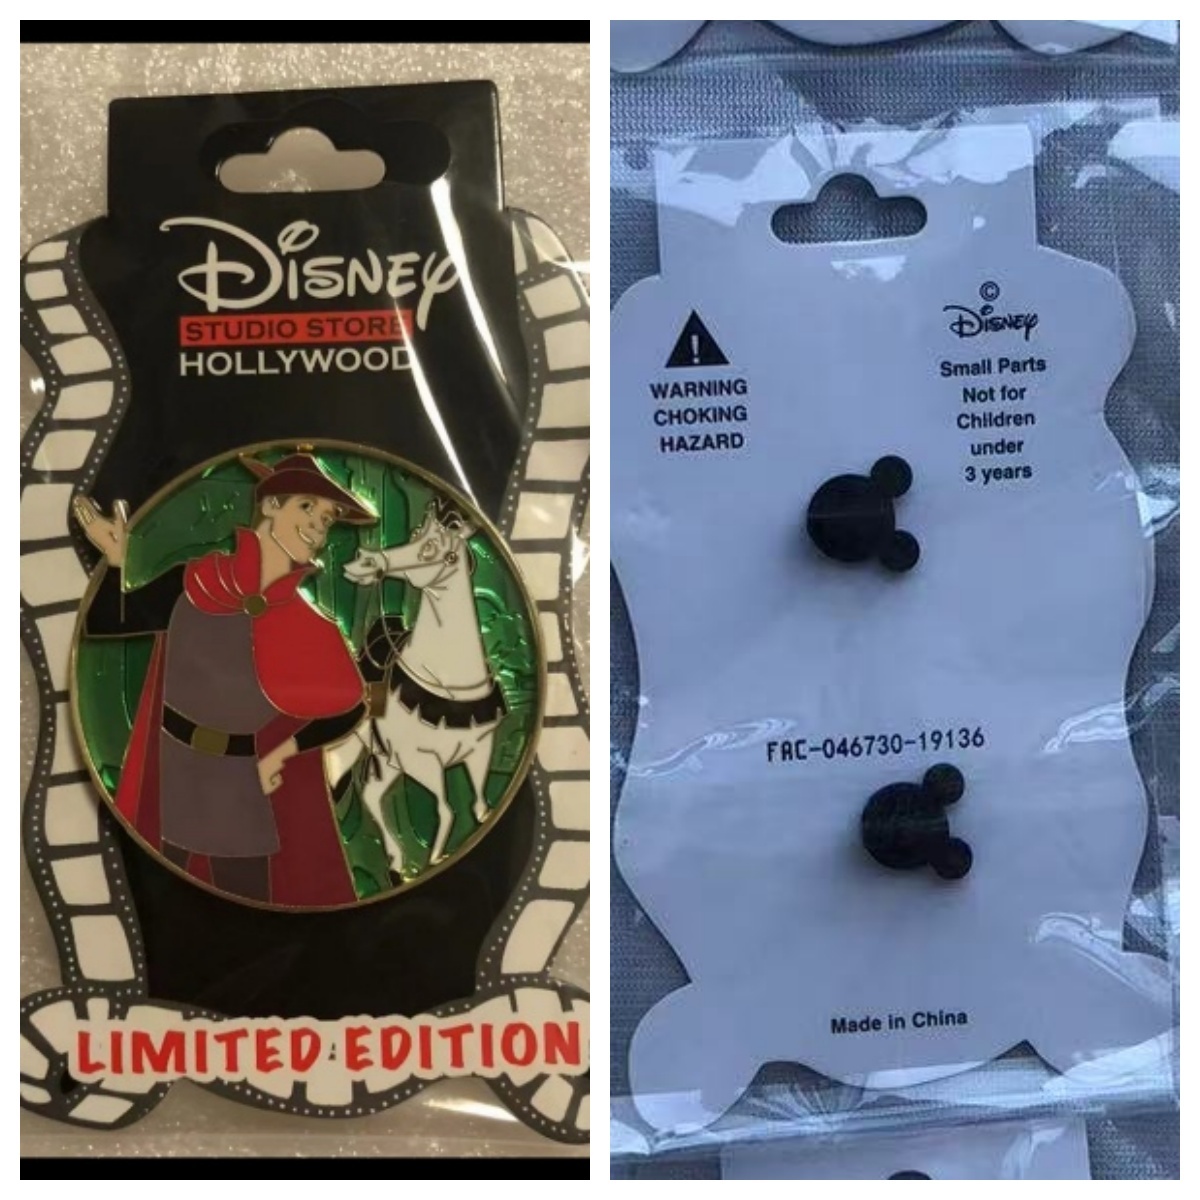 Disney
STUDIO STORE
HOLLYWOOD
LIMITED EDITION
WARNING
CHOKING
HAZARD
©
Disney
Small Parts
Not for
Children
under
3 years
FAC-046730-19136
Made in China